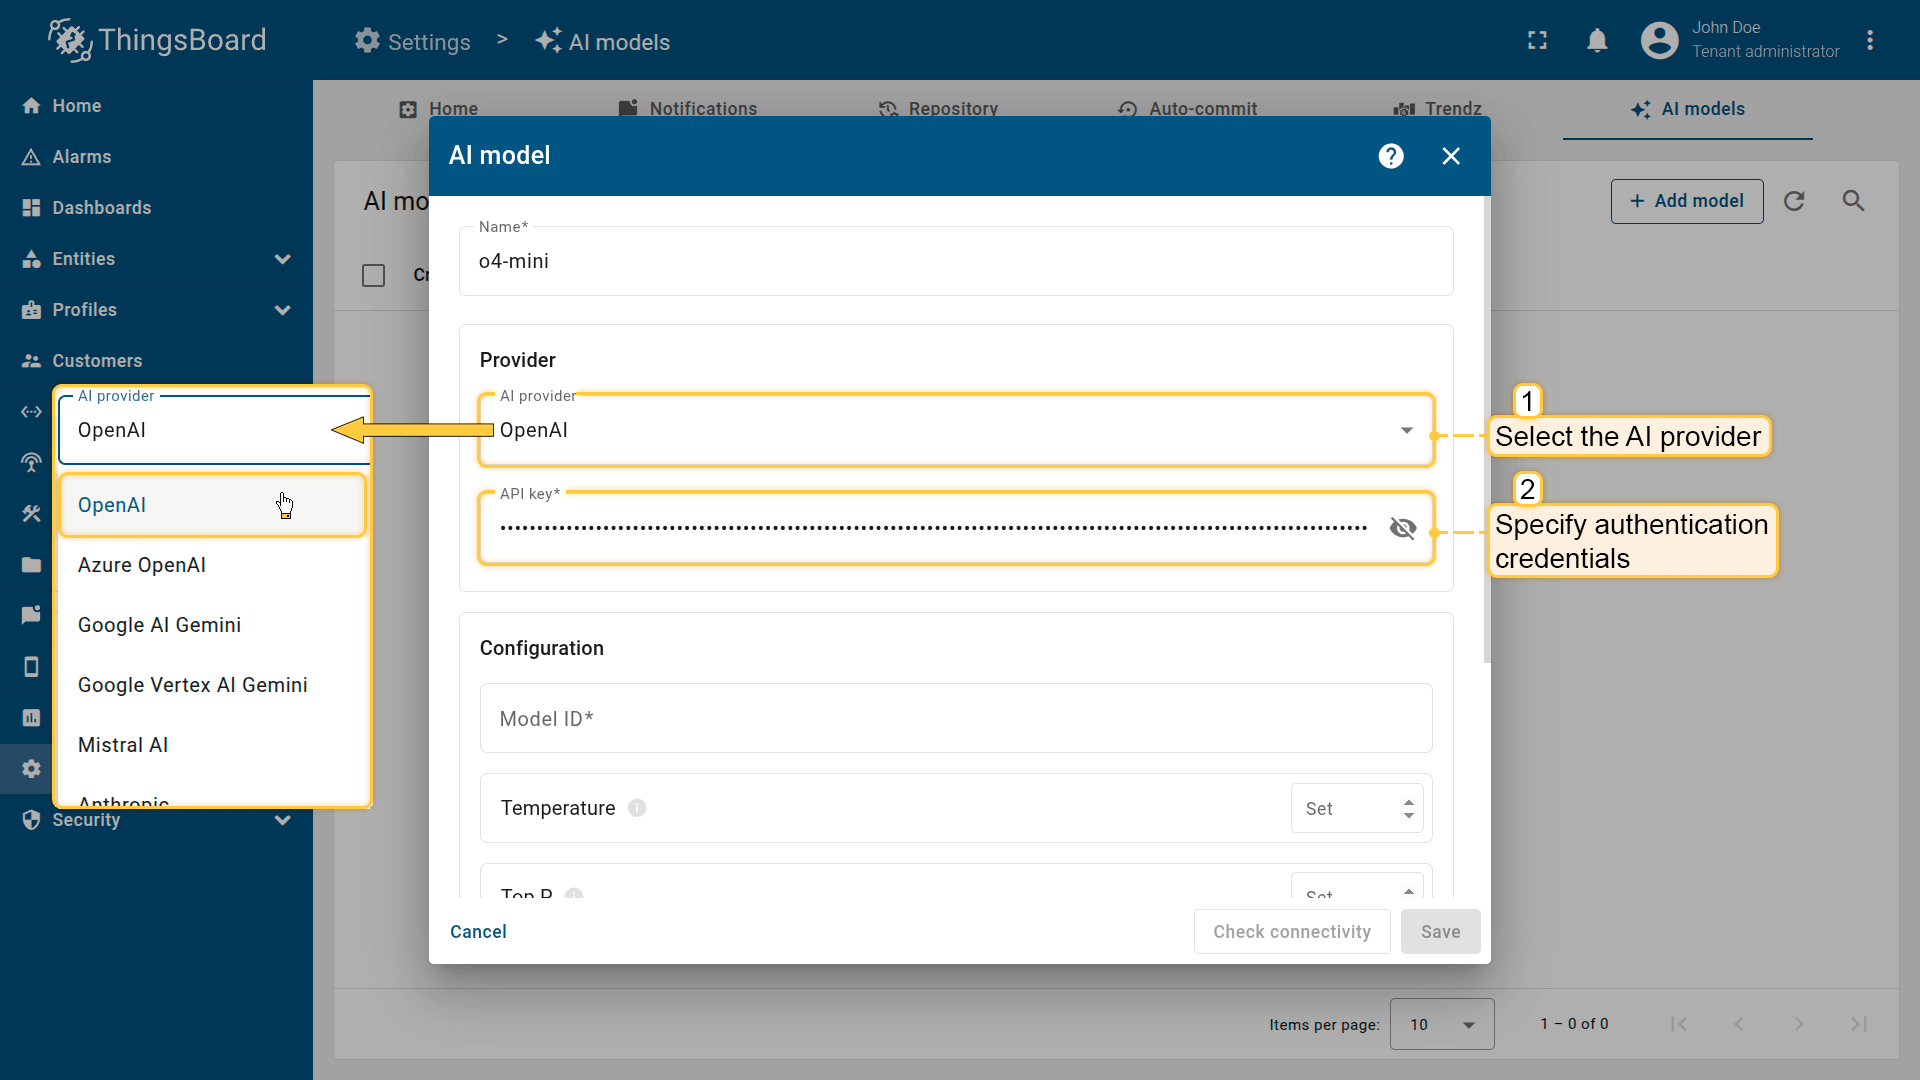 ThingsBoard
Settings > AI models
John Doe
Tenant administrator
Home
Alarms
Dashboards
Entities
Profiles
Customers
Security
Home
Notifications
Repository
Auto-commit
Trendz
AI models
AI mo
+ Add model
Cr
AI model
Name*
o4-mini
Provider
AI provider
OpenAI
API key*
Configuration
Model ID*
Temperature
Set
Top P
Set
Cancel
Check connectivity
Save
AI provider
OpenAI
OpenAI
Azure OpenAI
Google AI Gemini
Google Vertex AI Gemini
Mistral AI
Anthropic
1
Select the AI provider
2
Specify authentication
credentials
Items per page:
10
1 – 0 of 0